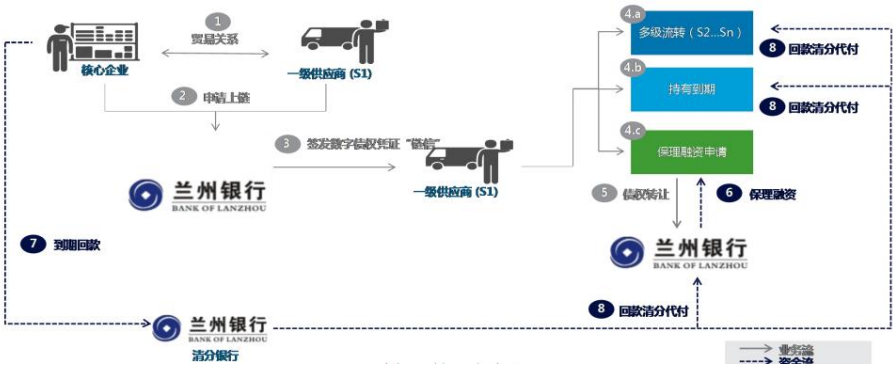 1
贸易关系
核心企业
一级供应商 (S1)
2
申请上链
3
签发数字债权凭证“链信”
兰州银行
BANK OF LANZHOU
一级供应商 (S1)
4.a
多级流转（S2...Sn）
8
回款清分代付
4.b
持有到期
8
回款清分代付
4.c
保理融资申请
5
债权转让
6
保理融资
7
到期回款
兰州银行
BANK OF LANZHOU
8
回款清分代付
兰州银行
BANK OF LANZHOU
清分银行
业务流
资金流